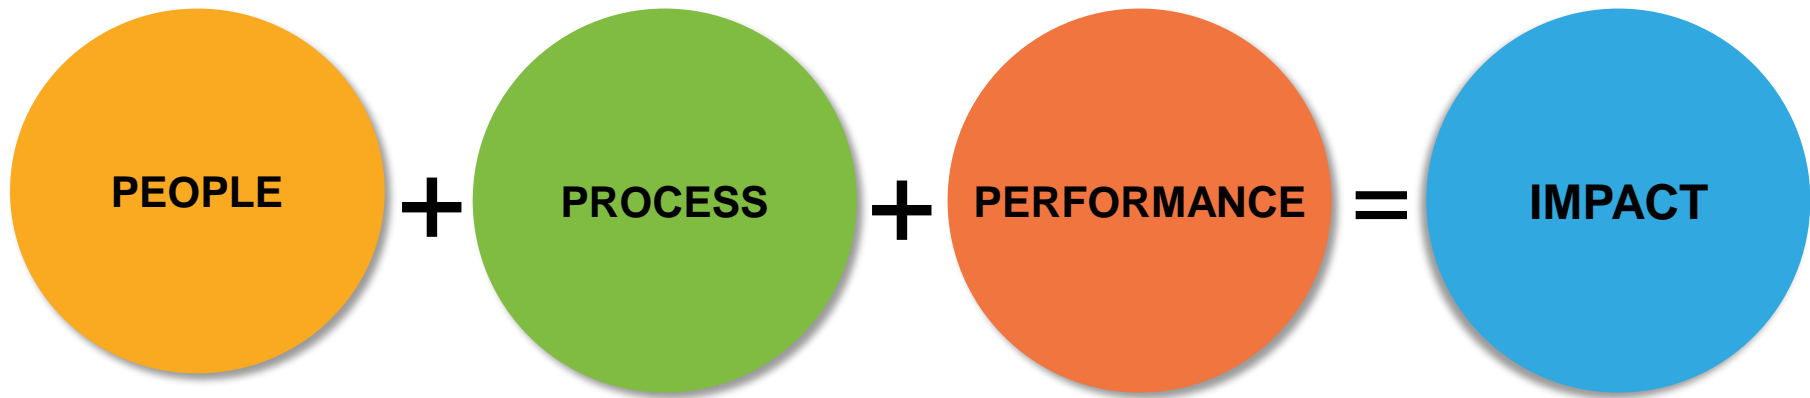 PEOPLE + PROCESS + PERFORMANCE = IMPACT